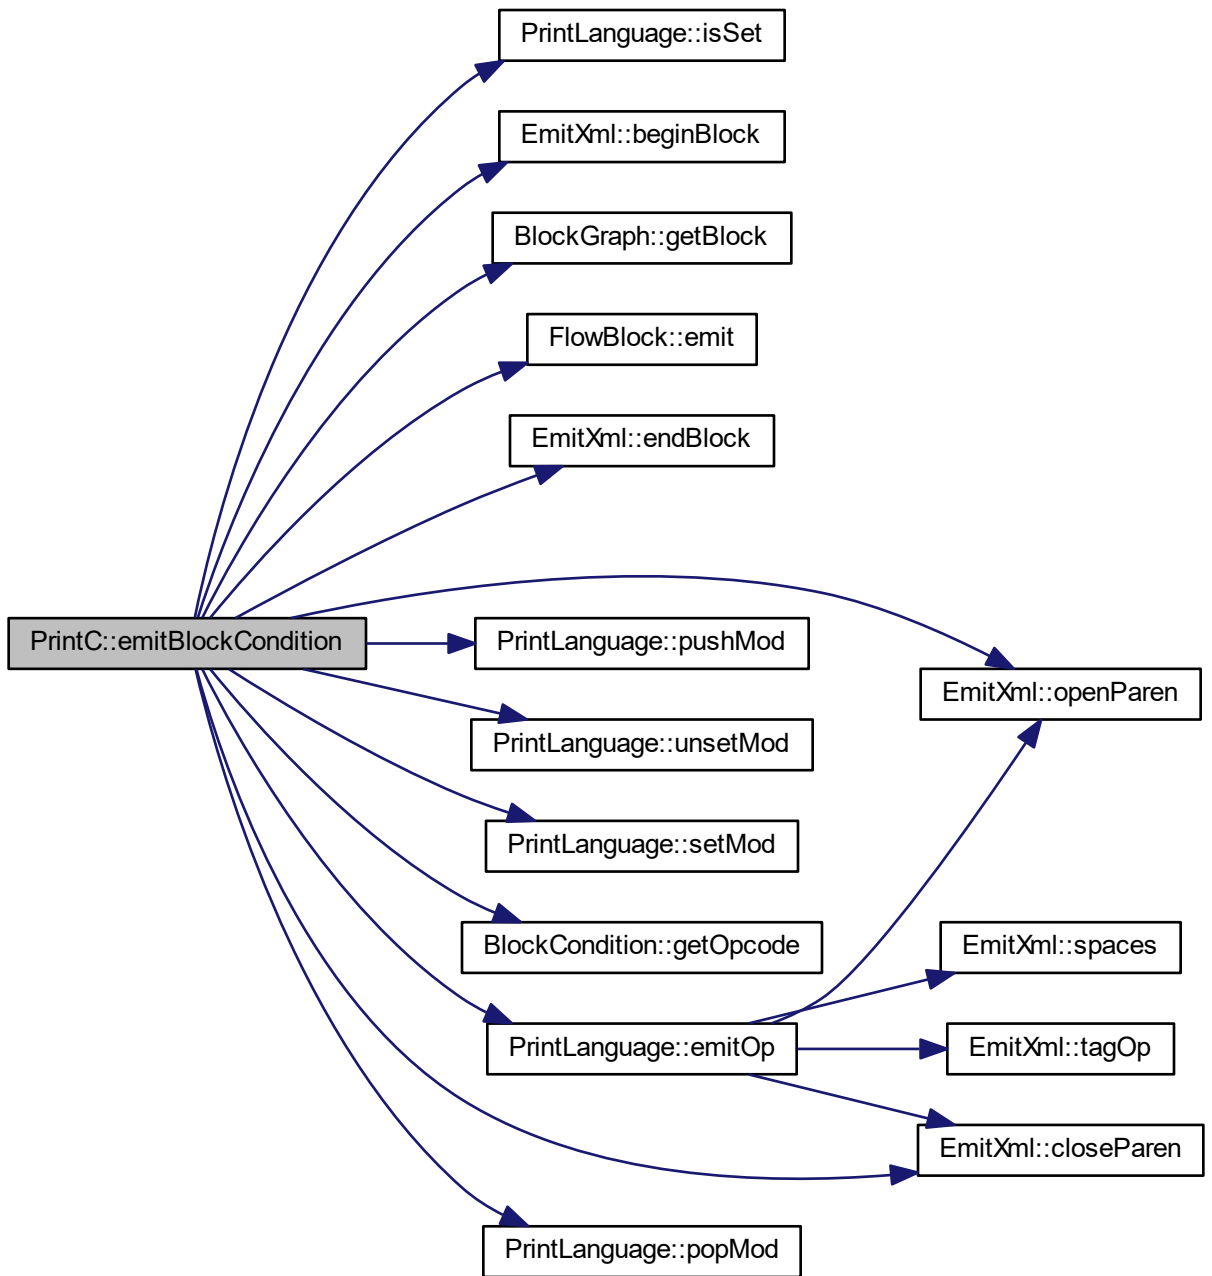 PrintLanguage::isSet
EmitXml::beginBlock
BlockGraph::getBlock
FlowBlock::emit
EmitXml::endBlock
PrintC::emitBlockCondition
PrintLanguage::pushMod
EmitXml::openParen
PrintLanguage::unsetMod
PrintLanguage::setMod
BlockCondition::getOpcode
EmitXml::spaces
PrintLanguage::emitOp
EmitXml::tagOp
EmitXml::closeParen
PrintLanguage::popMod